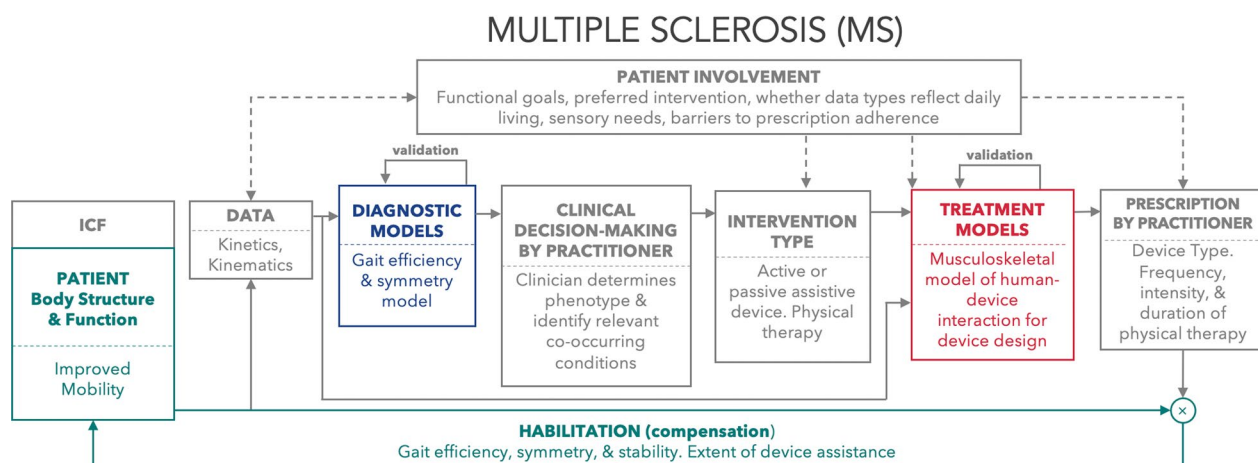 MULTIPLE SCLEROSIS (MS)
PATIENT INVOLVEMENT
Functional goals, preferred intervention, whether data types reflect daily
living, sensory needs, barriers to prescription adherence
validation
validation
ICF
PATIENT
Body Structure
& Function
Improved
Mobility
DATA
Kinetics,
Kinematics
DIAGNOSTIC
MODELS
Gait efficiency
& symmetry
model
CLINICAL
DECISION-MAKING
BY PRACTITIONER
Clinician determines
phenotype &
identify relevant
co-occurring
conditions
INTERVENTION
TYPE
Active or
passive assistive
device. Physical
therapy
TREATMENT
MODELS
Musculoskeletal
model of human-
device
interaction for
device design
PRESCRIPTION
BY PRACTITIONER
Device Type.
Frequency,
intensity, &
duration of
physical therapy
×
HABILITATION (compensation)
Gait efficiency, symmetry, & stability. Extent of device assistance